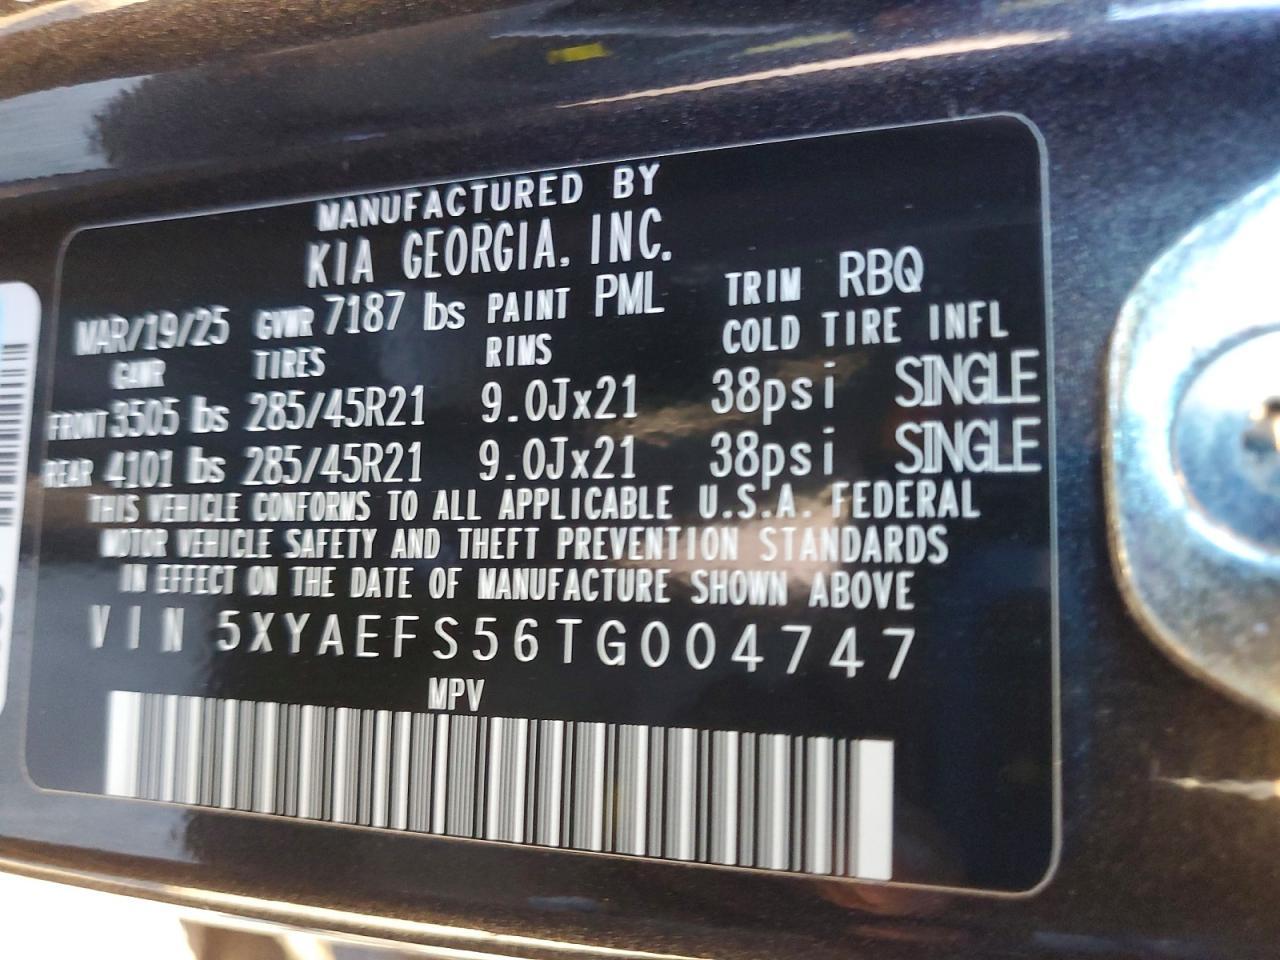 MANUFACTURED BY
KIA GEORGIA, INC.
MAR/19/25 GVWR 7187 lbs PAINT PML TRIM RBQ
GAWR TIRES RIMS COLD TIRE INFL
FRONT 3505 lbs 285/45R21 9.0Jx21 38psi SINGLE
REAR 4101 lbs 285/45R21 9.0Jx21 38psi SINGLE
THIS VEHICLE CONFORMS TO ALL APPLICABLE U.S.A. FEDERAL
MOTOR VEHICLE SAFETY AND THEFT PREVENTION STANDARDS
IN EFFECT ON THE DATE OF MANUFACTURE SHOWN ABOVE
VIN 5XYAEFS56TG004747
MPV